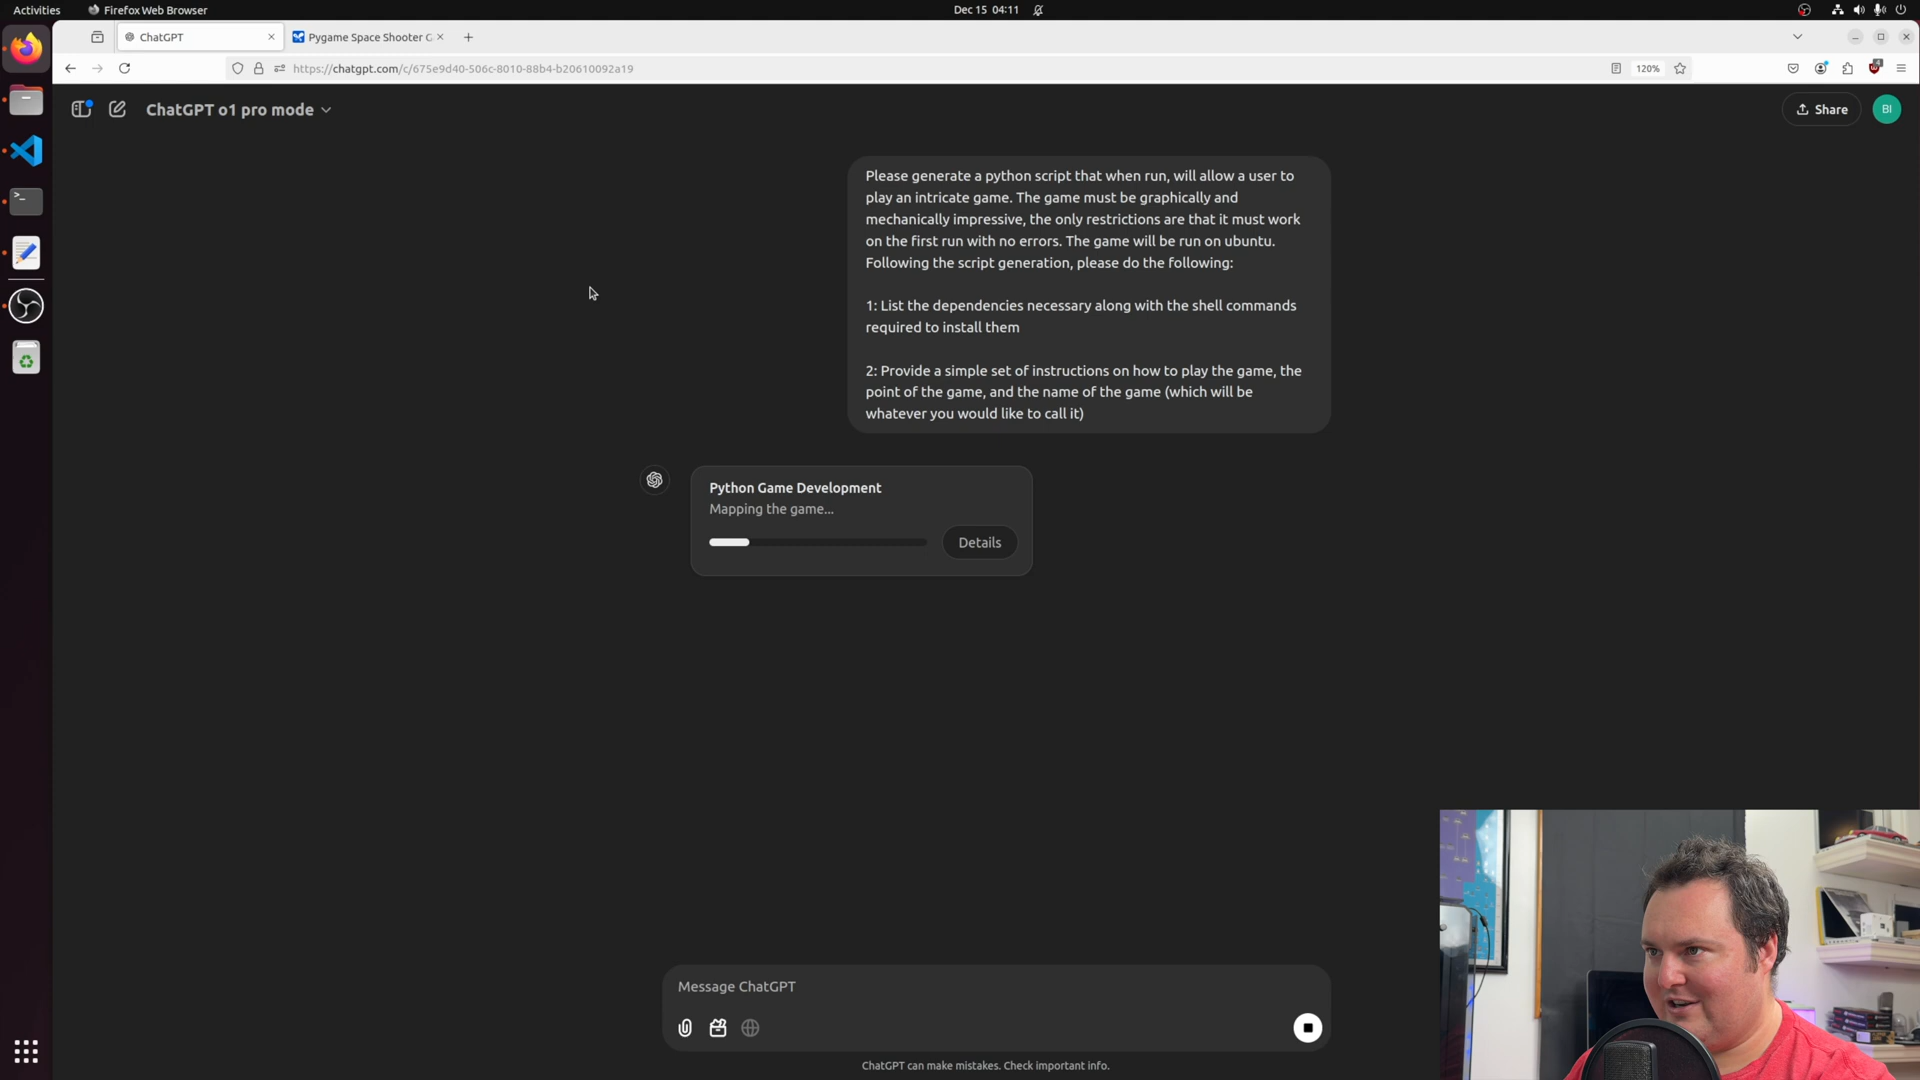 Activities
Firefox Web Browser
Dec 15 04:11
ChatGPT
Pygame Space Shooter G
https://chatgpt.com/c/675e9d40-506c-8010-88b4-b20610092a19
120%
4
ChatGPT o1 pro mode
Share
BI
Please generate a python script that when run, will allow a user to
play an intricate game. The game must be graphically and
mechanically impressive, the only restrictions are that it must work
on the first run with no errors. The game will be run on ubuntu.
Following the script generation, please do the following:
1: List the dependencies necessary along with the shell commands
required to install them
2: Provide a simple set of instructions on how to play the game, the
point of the game, and the name of the game (which will be
whatever you would like to call it)
Python Game Development
Mapping the game...
Details
Message ChatGPT
ChatGPT can make mistakes. Check important info.